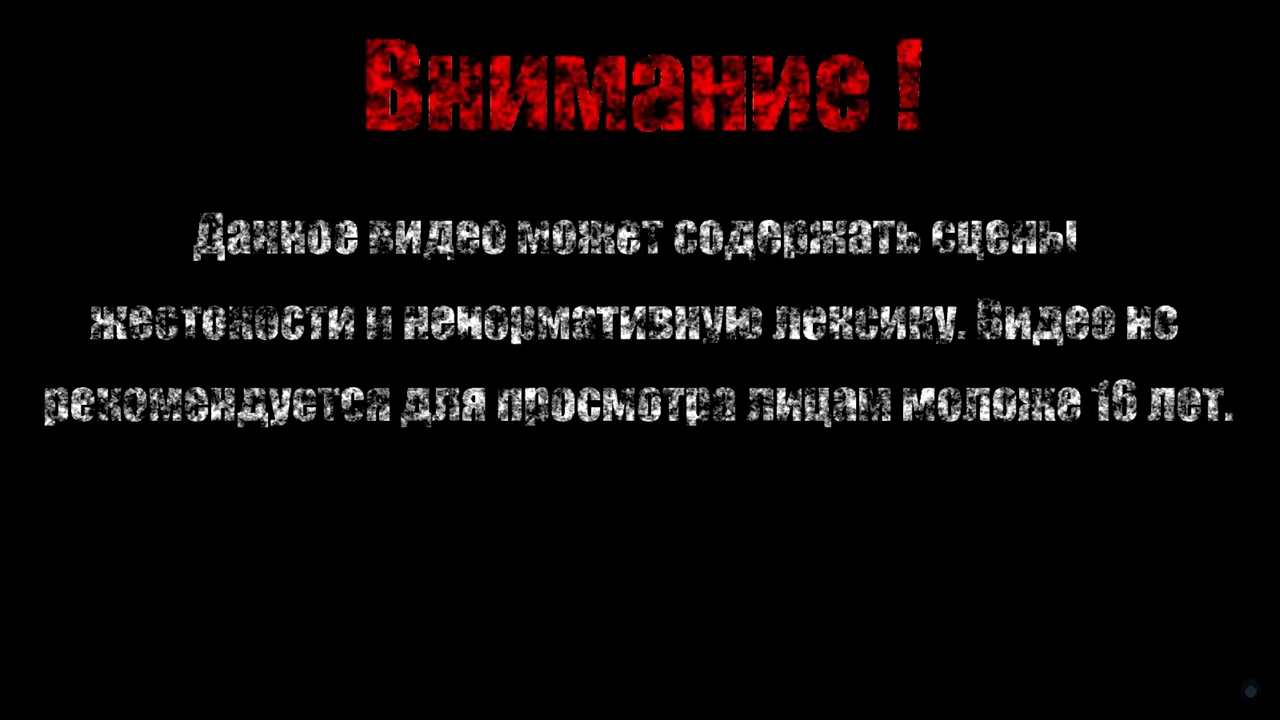 Внимание !
Данное видео может содержать сцены
жестокости и ненормативную лексику. Видео не
рекомендуется для просмотра лицам моложе 16 лет.